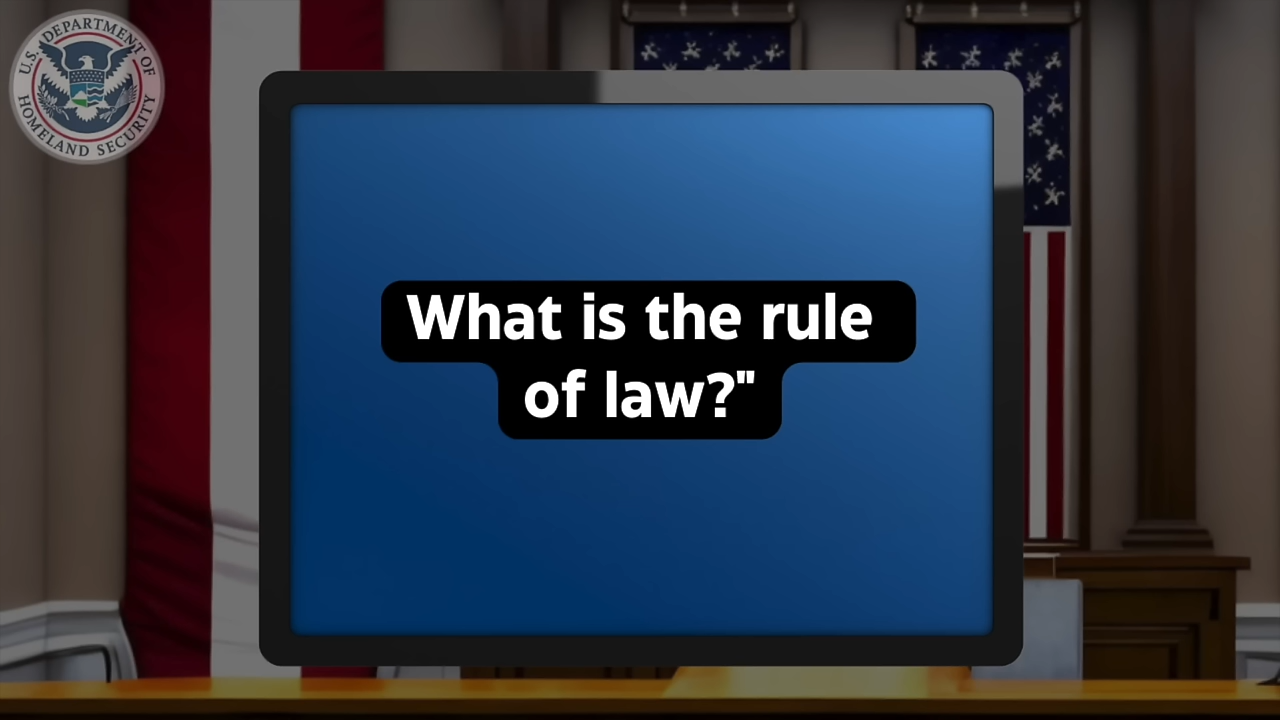 U.S. DEPARTMENT OF
HOMELAND SECURITY
What is the rule
of law?"